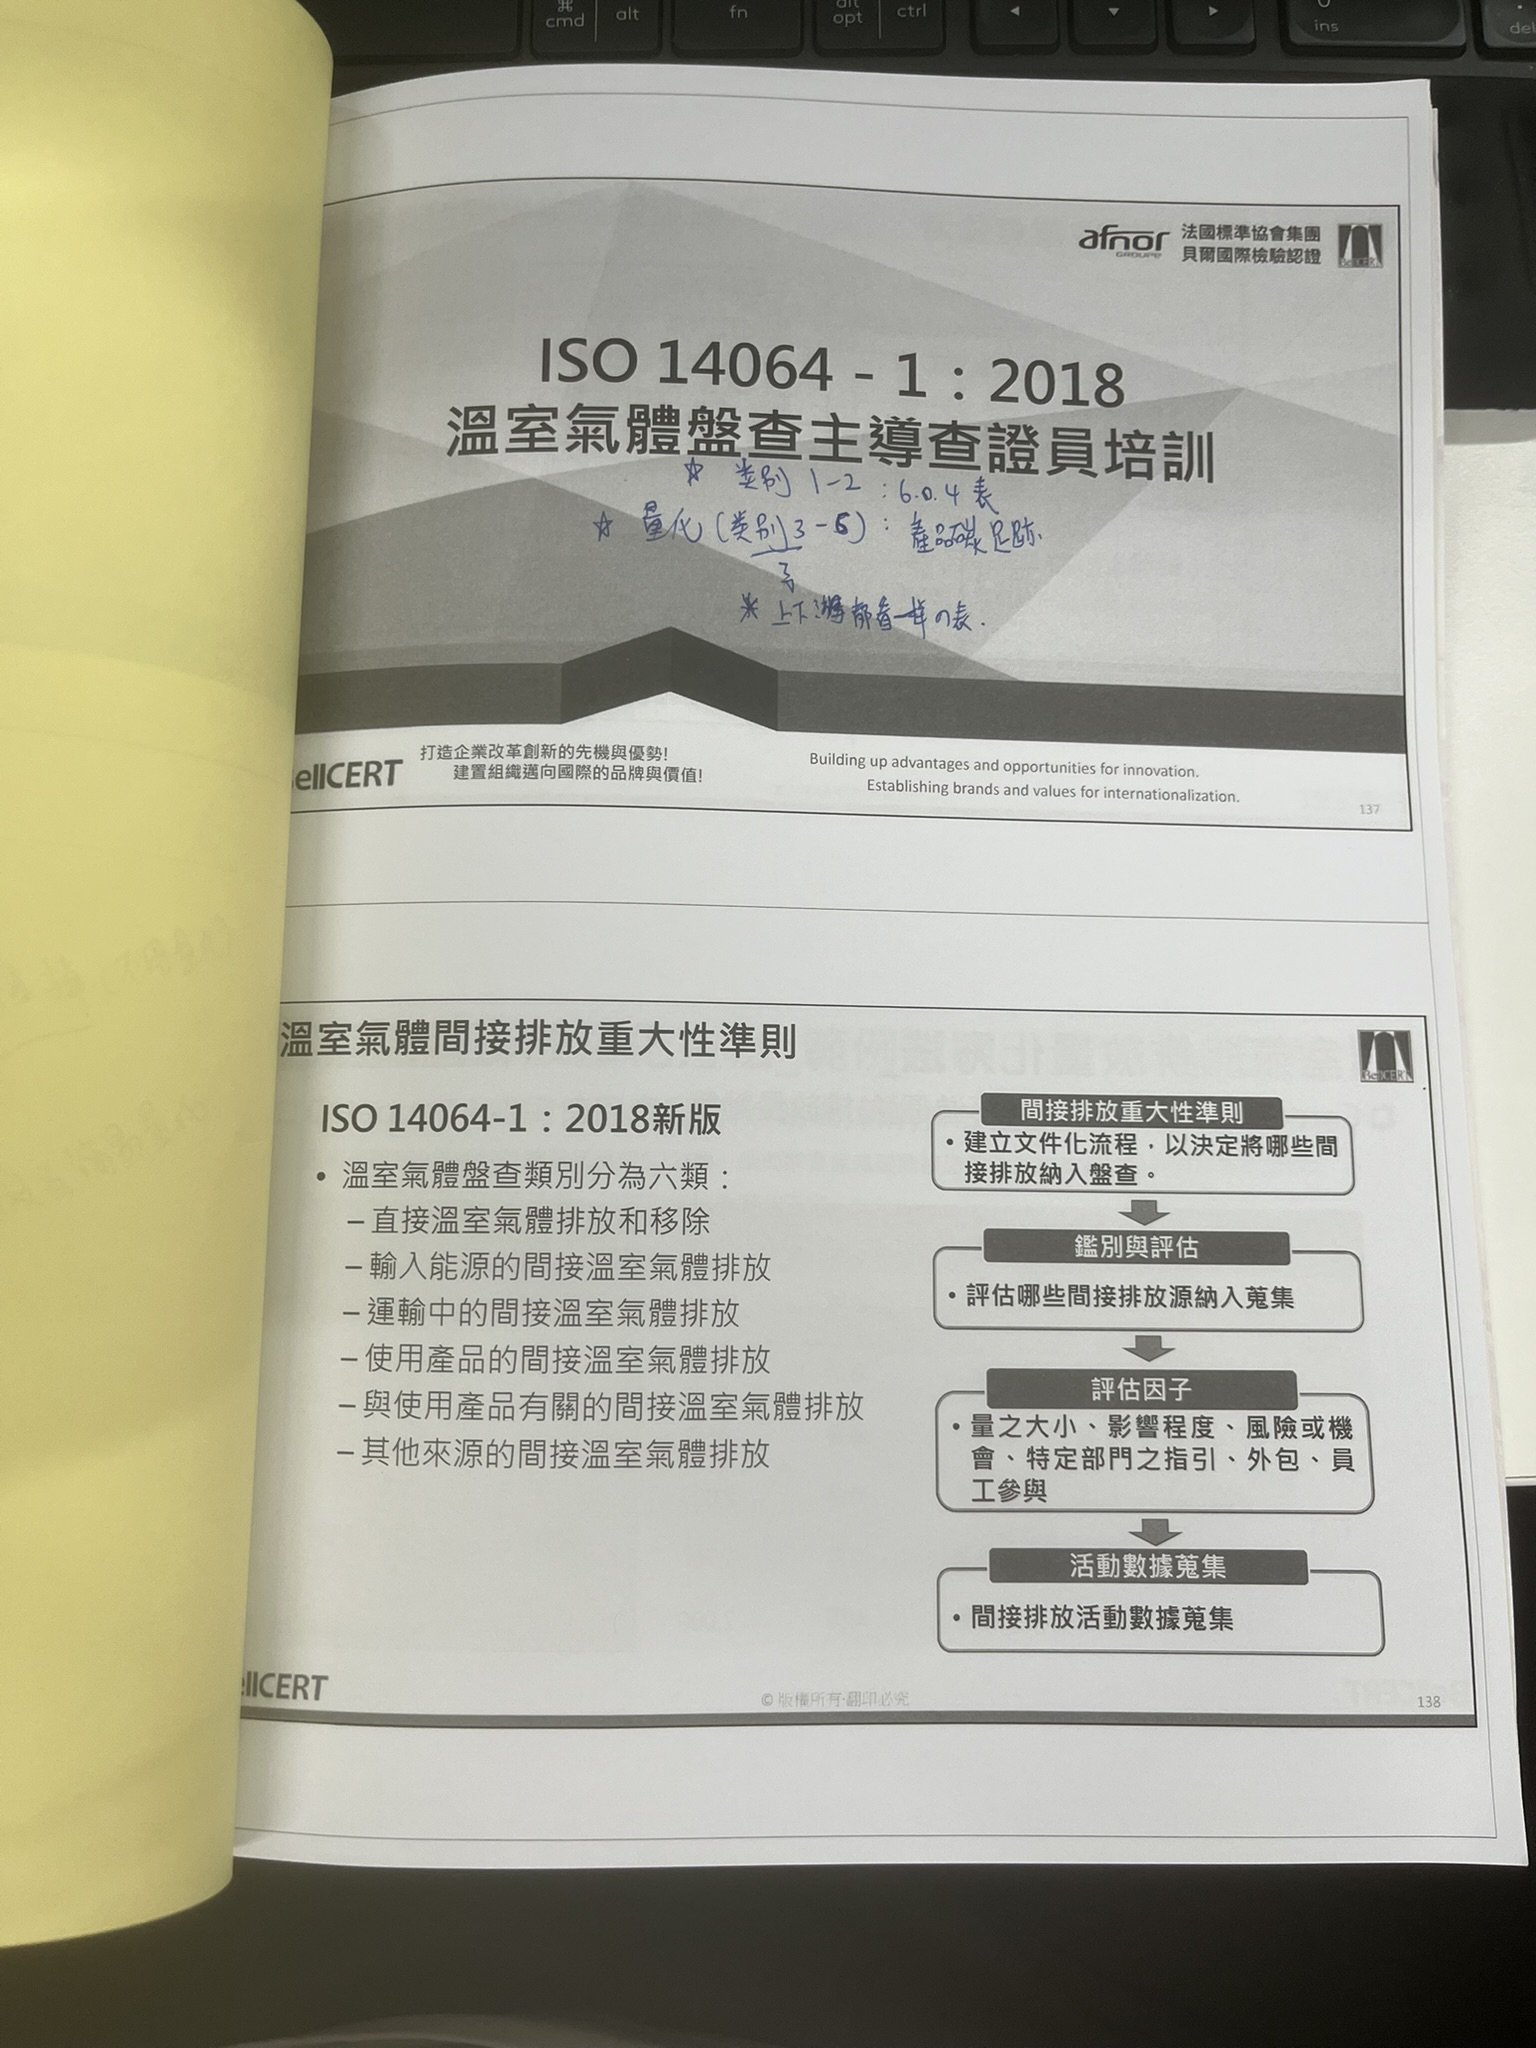 cmd
alt
fn
alt
opt
ctrl
ins
del
afnor
GROUPE
法國標準協會集團
貝爾國際檢驗認證
BellCERT
ISO 14064 - 1：2018
溫室氣體盤查主導查證員培訓
☆ 类別 1-2 : 6.0.4 表
☆ 量化 (类別 3-6) : 產品碳足跡
* 上下游都看一样の表.
ellCERT
打造企業改革創新的先機與優勢!
建置組織邁向國際的品牌與價值!
Building up advantages and opportunities for innovation.
Establishing brands and values for internationalization.
137
溫室氣體間接排放重大性準則
BellCERT
ISO 14064-1：2018新版
• 溫室氣體盤查類別分為六類：
– 直接溫室氣體排放和移除
– 輸入能源的間接溫室氣體排放
– 運輸中的間接溫室氣體排放
– 使用產品的間接溫室氣體排放
– 與使用產品有關的間接溫室氣體排放
– 其他來源的間接溫室氣體排放
間接排放重大性準則
• 建立文件化流程，以決定將哪些間
接排放納入盤查。
鑑別與評估
• 評估哪些間接排放源納入蒐集
評估因子
• 量之大小、影響程度、風險或機
會、特定部門之指引、外包、員
工參與
活動數據蒐集
• 間接排放活動數據蒐集
llCERT
© 版權所有‧翻印必究
138